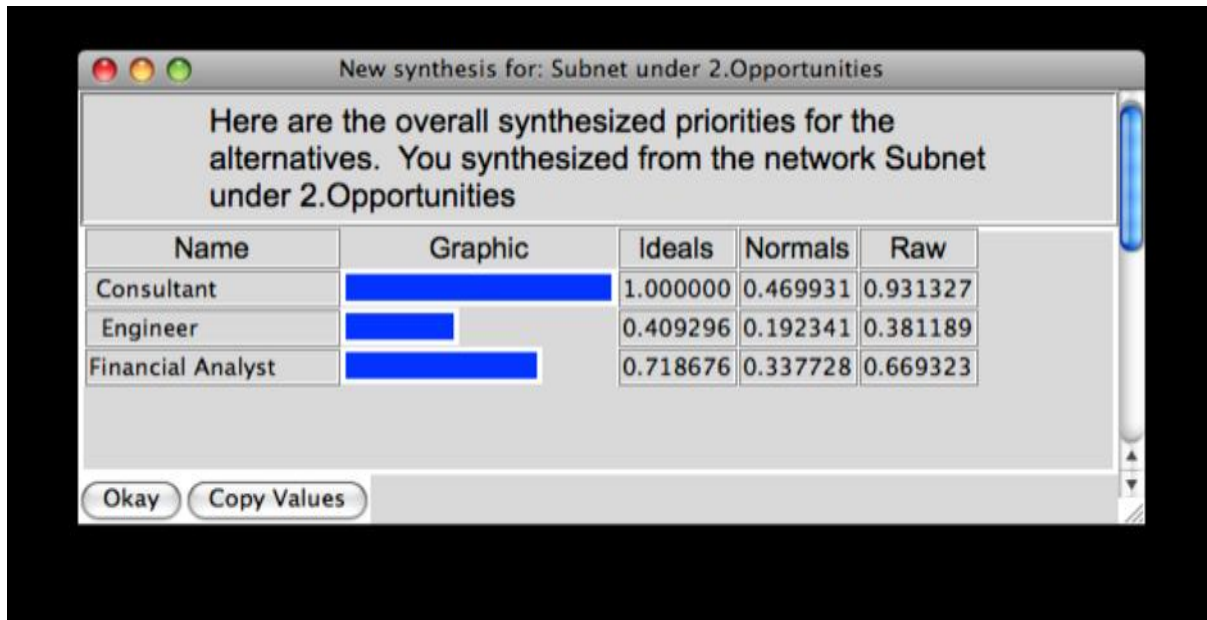 New synthesis for: Subnet under 2.Opportunities
Here are the overall synthesized priorities for the
alternatives. You synthesized from the network Subnet
under 2.Opportunities
Name Graphic Ideals Normals Raw
Consultant 1.000000 0.469931 0.931327
Engineer 0.409296 0.192341 0.381189
Financial Analyst 0.718676 0.337728 0.669323
Okay Copy Values